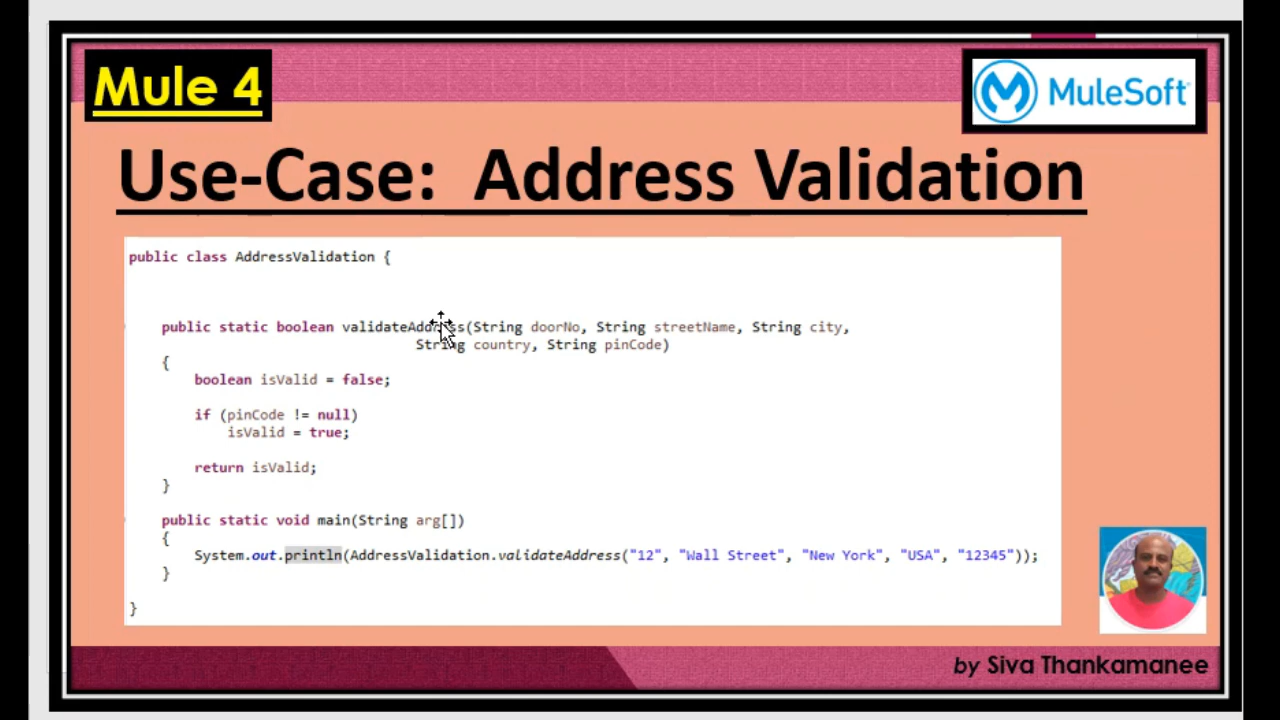 Mule 4
MuleSoft
Use-Case: Address Validation
public class AddressValidation {
public static boolean validateAddress(String doorNo, String streetName, String city,
String country, String pinCode)
{
boolean isValid = false;
if (pinCode != null)
isValid = true;
return isValid;
}
public static void main(String arg[])
{
System.out.println(AddressValidation.validateAddress("12", "Wall Street", "New York", "USA", "12345"));
}
}
by Siva Thankamanee